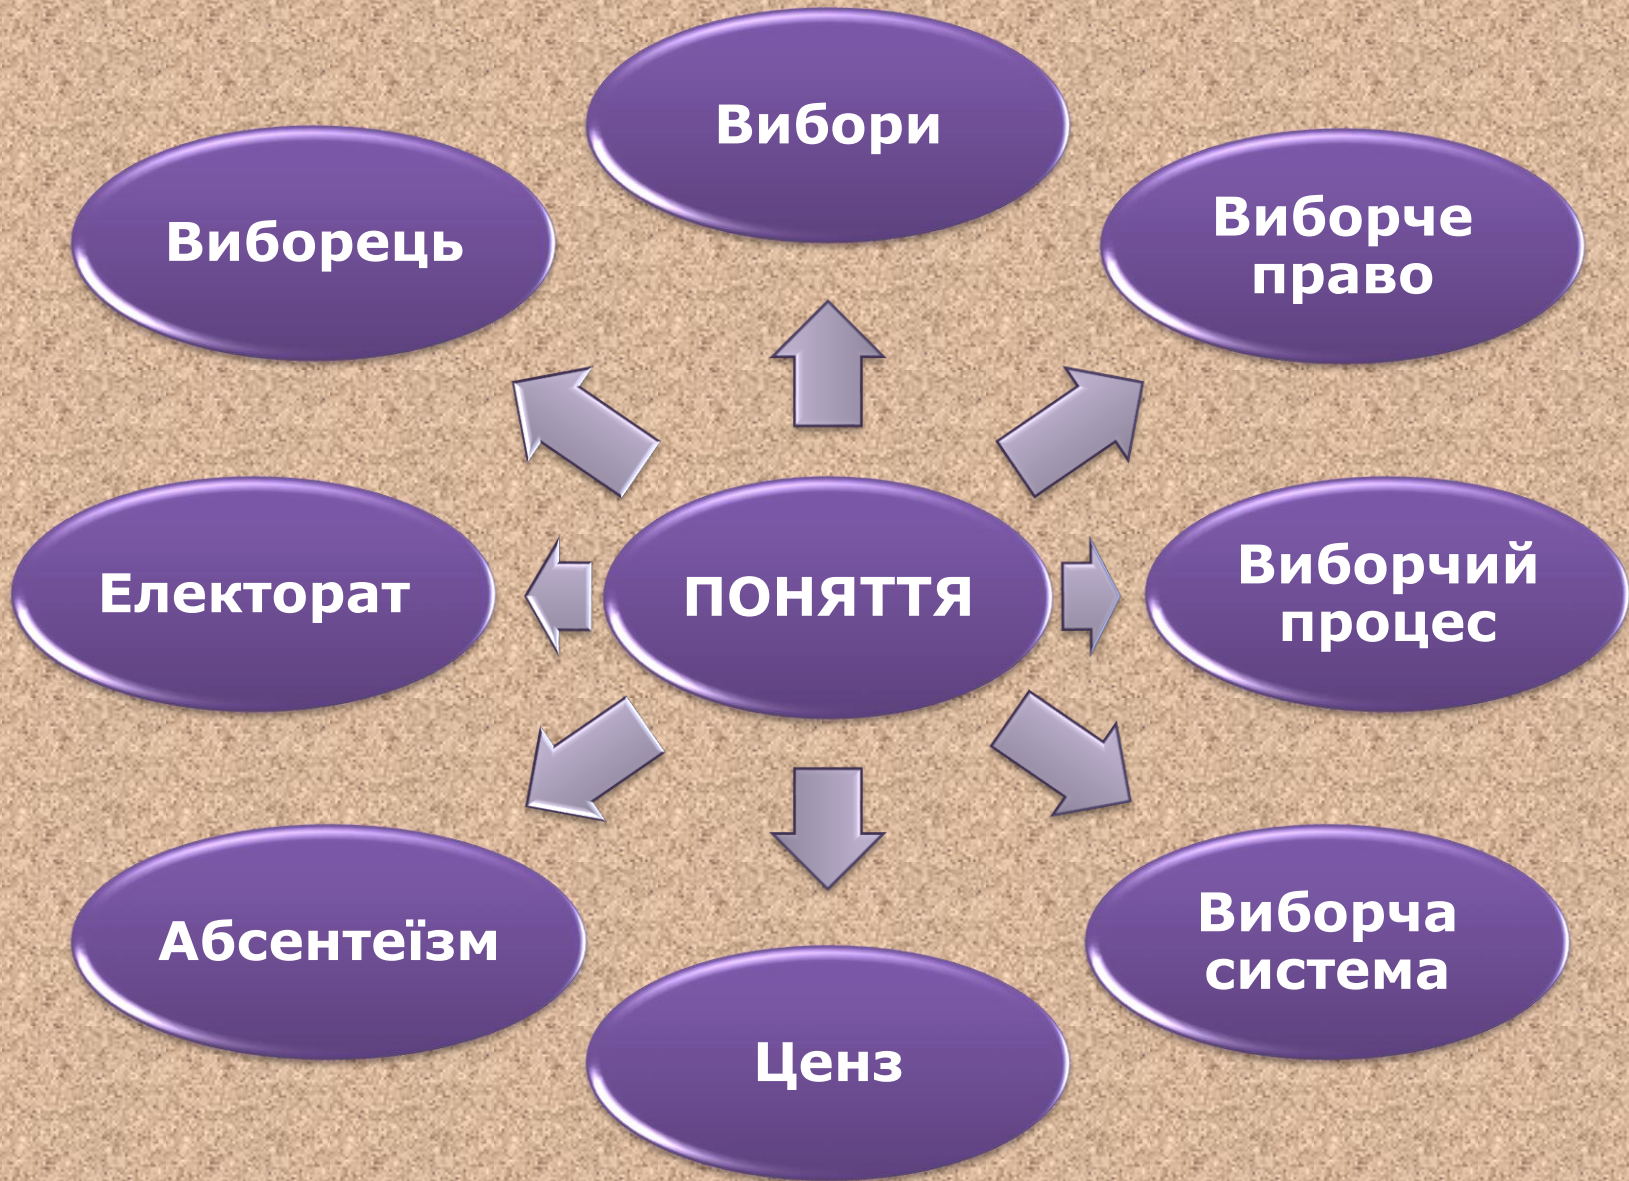 Вибори
Виборець
Виборче
право
Електорат
ПОНЯТТЯ
Виборчий
процес
Абсентеїзм
Виборча
система
Ценз